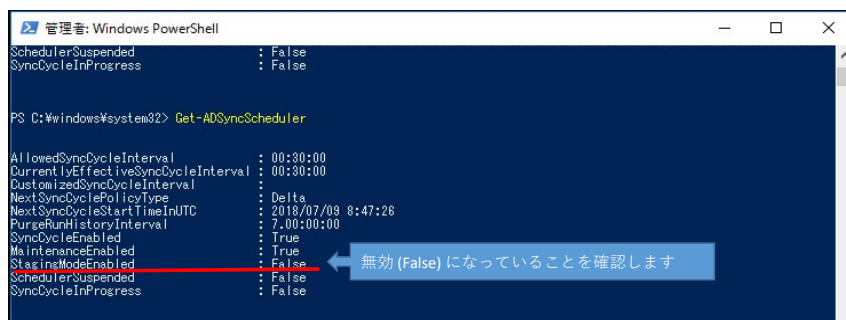 管理者: Windows PowerShell
SchedulerSuspended : False
SyncCycleInProgress : False
PS C:¥windows¥system32> Get-ADSyncScheduler
AllowedSyncCycleInterval : 00:30:00
CurrentlyEffectiveSyncCycleInterval : 00:30:00
CustomizedSyncCycleInterval :
NextSyncCyclePolicyType : Delta
NextSyncCycleStartTimeInUTC : 2018/07/09 8:47:26
PurgeRunHistoryInterval : 7.00:00:00
SyncCycleEnabled : True
MaintenanceEnabled : True
StagingModeEnabled : False
無効 (False) になっていることを確認します
SchedulerSuspended : False
SyncCycleInProgress : False